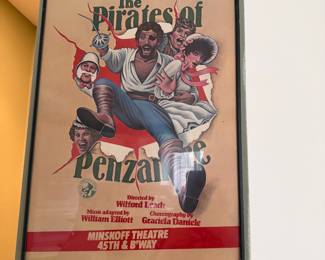 The
Pirates of
Penzance
Directed by
Wilford Leach
Music adapted by
William Elliott
Choreography by
Graciela Daniele
MINSKOFF THEATRE
45TH & B'WAY